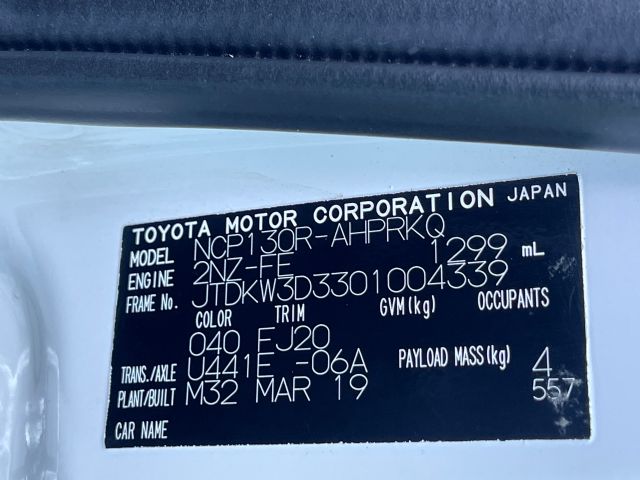 TOYOTA MOTOR CORPORATION JAPAN
MODEL NCP130R-AHPRKQ
ENGINE 2NZ-FE 1299 mL
FRAME No. JTDKW3D3301004339
COLOR TRIM GVM(kg) OCCUPANTS
040 FJ20
TRANS./AXLE U441E -06A PAYLOAD MASS(kg) 4
PLANT/BUILT M32 MAR 19 557
CAR NAME